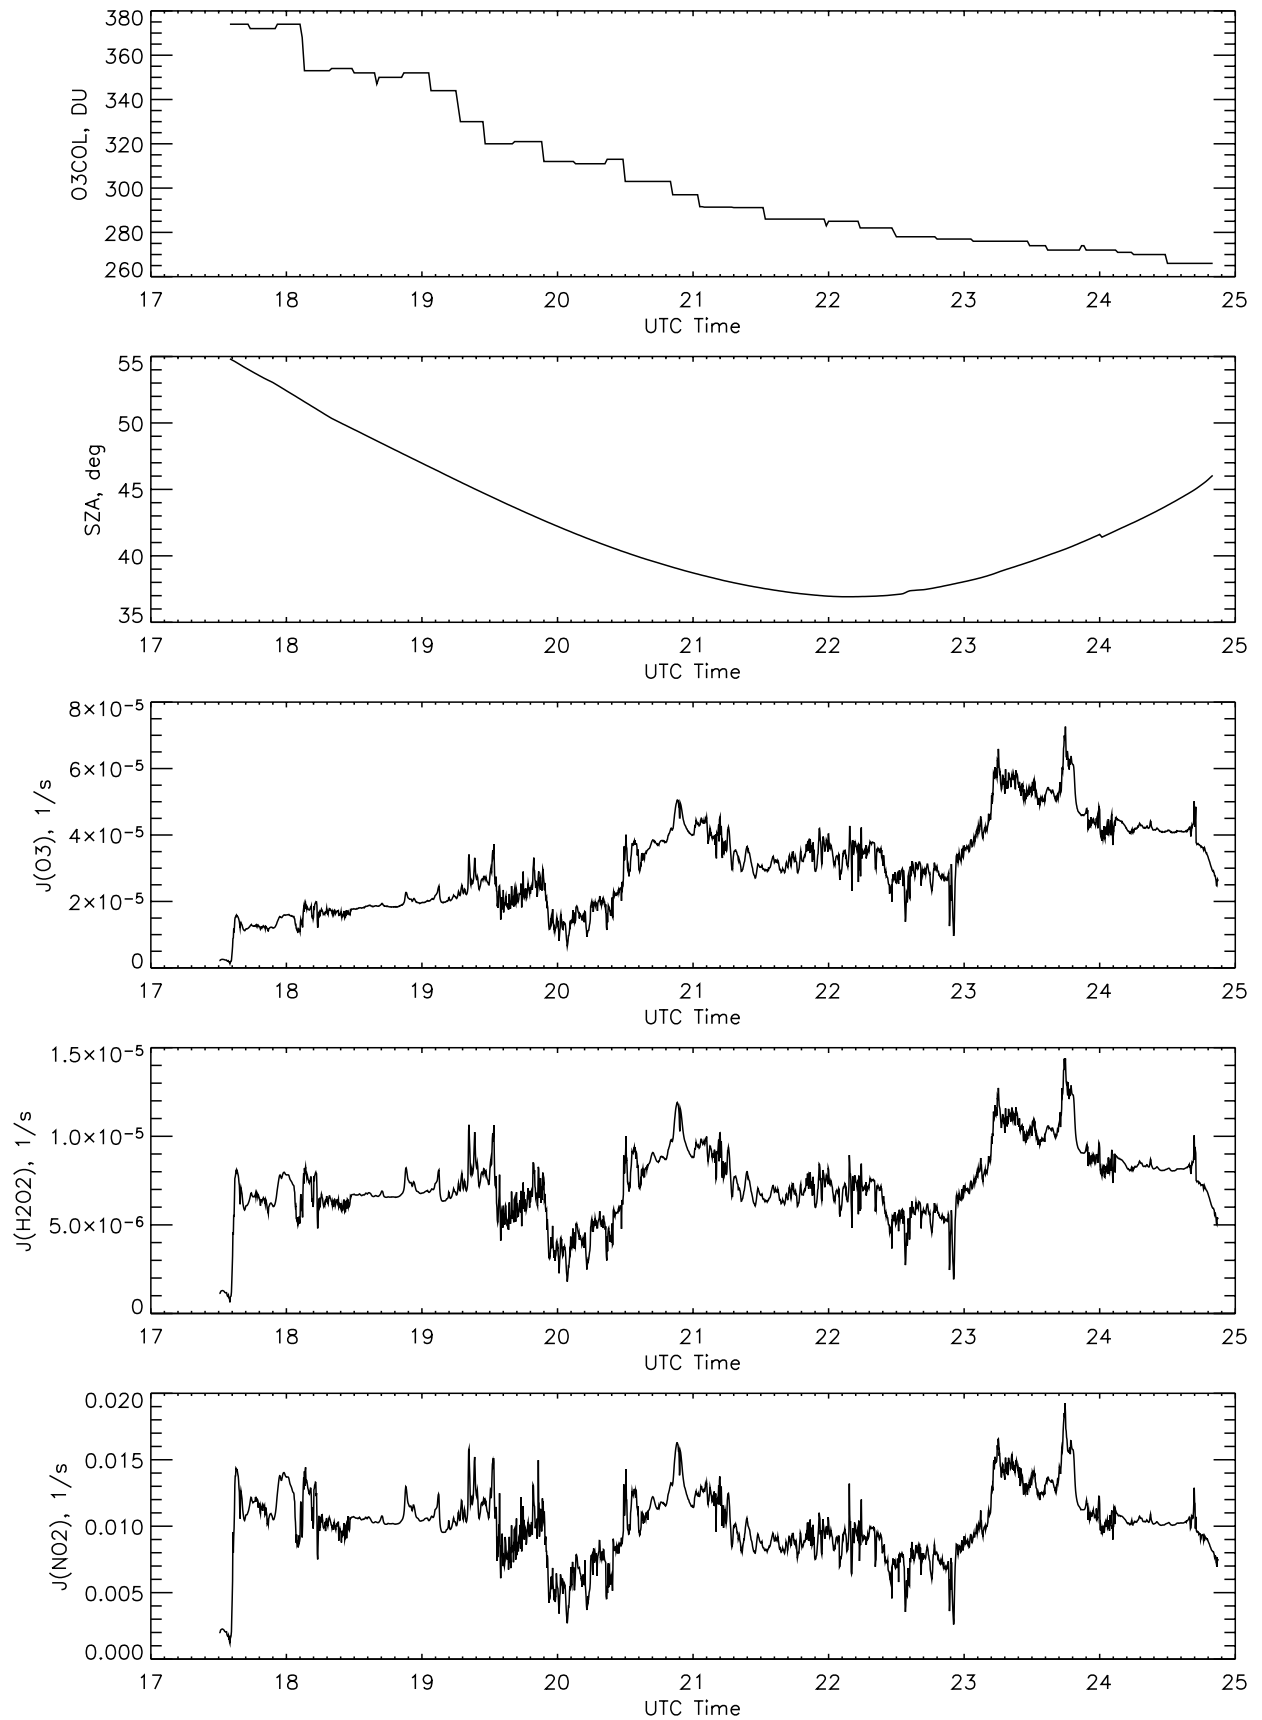 O3COL, DU
380
360
340
320
300
280
260
17 18 19 20 21 22 23 24 25
UTC Time
SZA, deg
55
50
45
40
35
17 18 19 20 21 22 23 24 25
UTC Time
J(O3), 1/s
8×10⁻⁵
6×10⁻⁵
4×10⁻⁵
2×10⁻⁵
0
17 18 19 20 21 22 23 24 25
UTC Time
J(H2O2), 1/s
1.5×10⁻⁵
1.0×10⁻⁵
5.0×10⁻⁶
0
17 18 19 20 21 22 23 24 25
UTC Time
J(NO2), 1/s
0.020
0.015
0.010
0.005
0.000
17 18 19 20 21 22 23 24 25
UTC Time